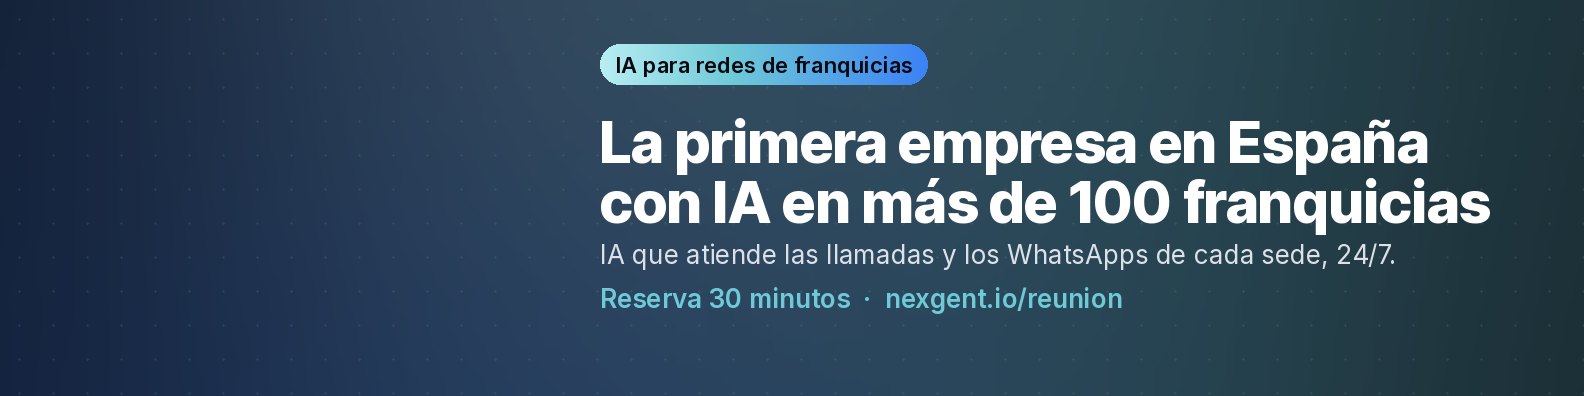 IA para redes de franquicias
La primera empresa en España
con IA en más de 100 franquicias
IA que atiende las llamadas y los WhatsApps de cada sede, 24/7.
Reserva 30 minutos · nexgent.io/reunion